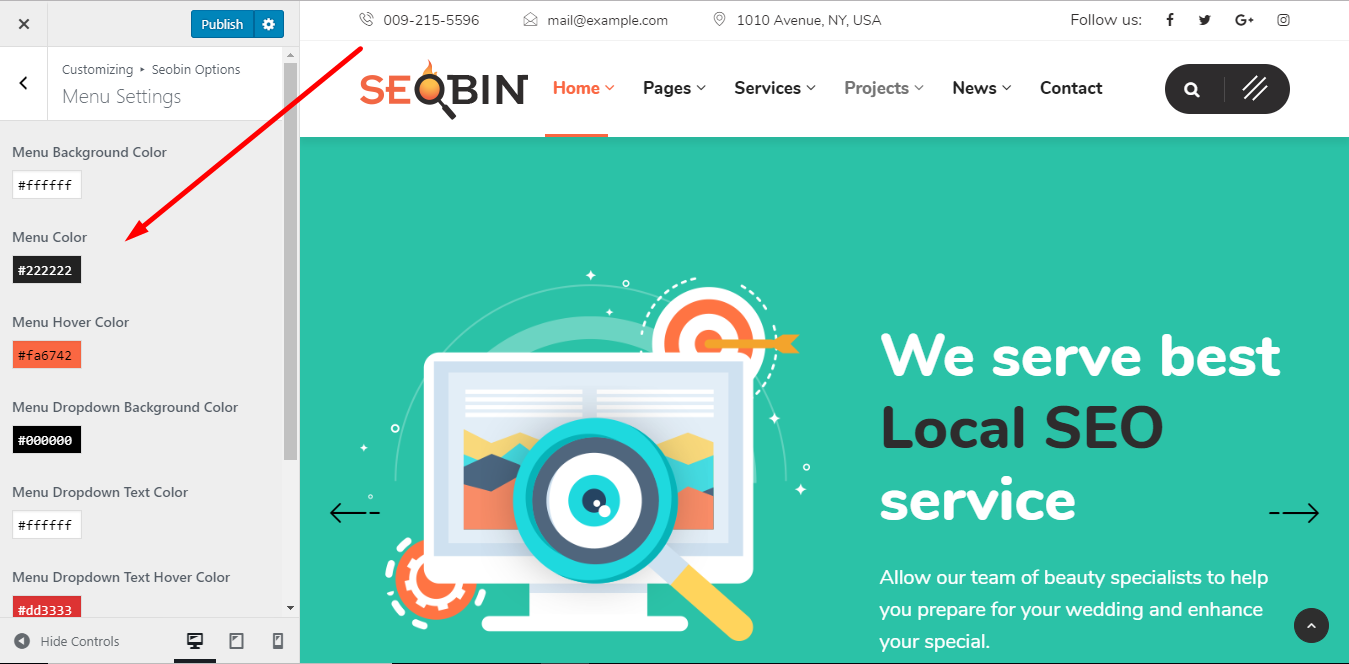 Publish
Customizing ▸ Seobin Options
Menu Settings
Menu Background Color
#ffffff
Menu Color
#222222
Menu Hover Color
#fa6742
Menu Dropdown Background Color
#000000
Menu Dropdown Text Color
#ffffff
Menu Dropdown Text Hover Color
#dd3333
Hide Controls
009-215-5596 mail@example.com 1010 Avenue, NY, USA Follow us:
SEOBIN Home Pages Services Projects News Contact
We serve best
Local SEO
service
Allow our team of beauty specialists to help
you prepare for your wedding and enhance
your special.